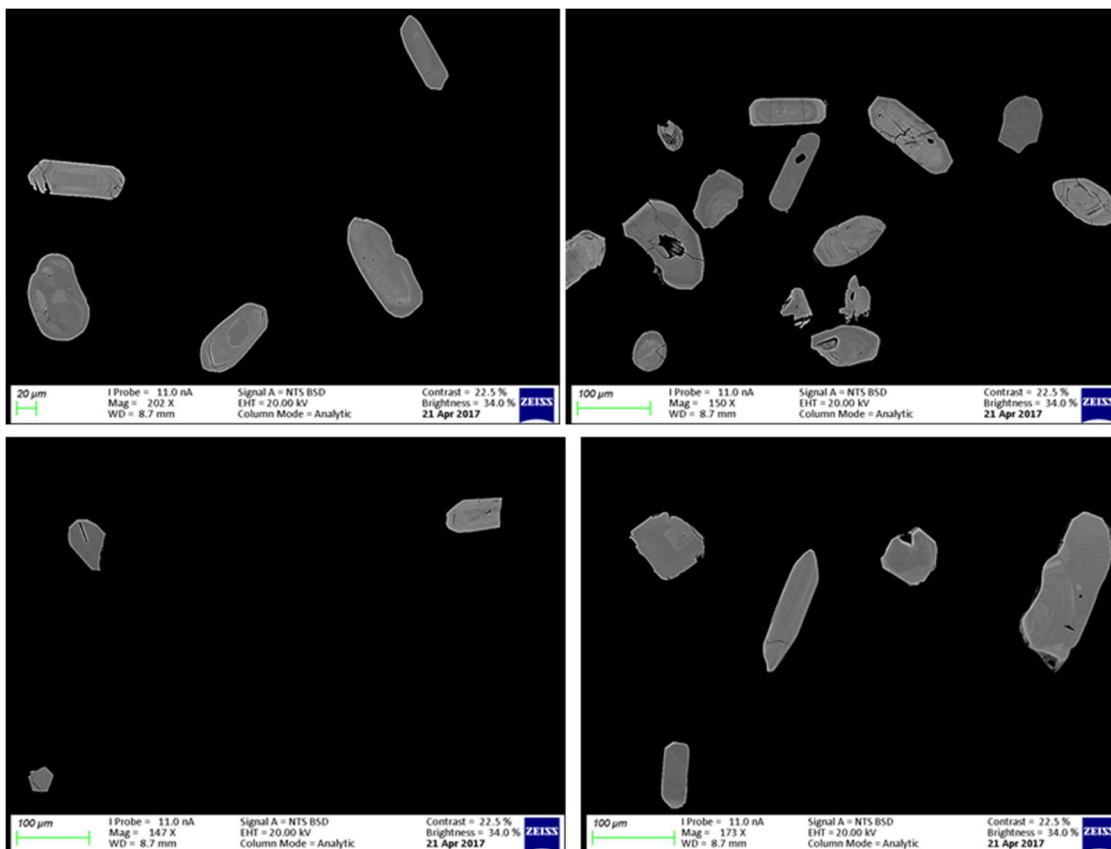 20 µm
I Probe = 11.0 nA Signal A = NTS BSD Contrast = 22.5 %
Mag = 202 X EHT = 20.00 kV Brightness = 34.0 %
WD = 8.7 mm Column Mode = Analytic 21 Apr 2017
ZEISS
100 µm
I Probe = 11.0 nA Signal A = NTS BSD Contrast = 22.5 %
Mag = 150 X EHT = 20.00 kV Brightness = 34.0 %
WD = 8.7 mm Column Mode = Analytic 21 Apr 2017
ZEISS
100 µm
I Probe = 11.0 nA Signal A = NTS BSD Contrast = 22.5 %
Mag = 147 X EHT = 20.00 kV Brightness = 34.0 %
WD = 8.7 mm Column Mode = Analytic 21 Apr 2017
ZEISS
100 µm
I Probe = 11.0 nA Signal A = NTS BSD Contrast = 22.5 %
Mag = 173 X EHT = 20.00 kV Brightness = 34.0 %
WD = 8.7 mm Column Mode = Analytic 21 Apr 2017
ZEISS